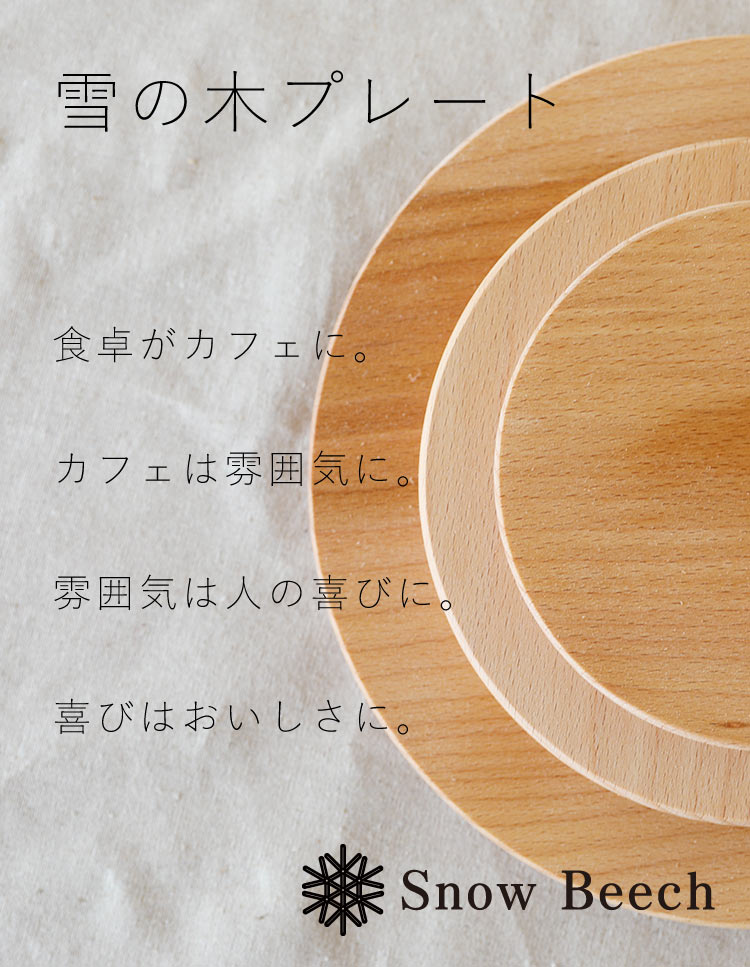 雪の木プレート
食卓がカフェに。
カフェは雰囲気に。
雰囲気は人の喜びに。
喜びはおいしさに。
Snow Beech